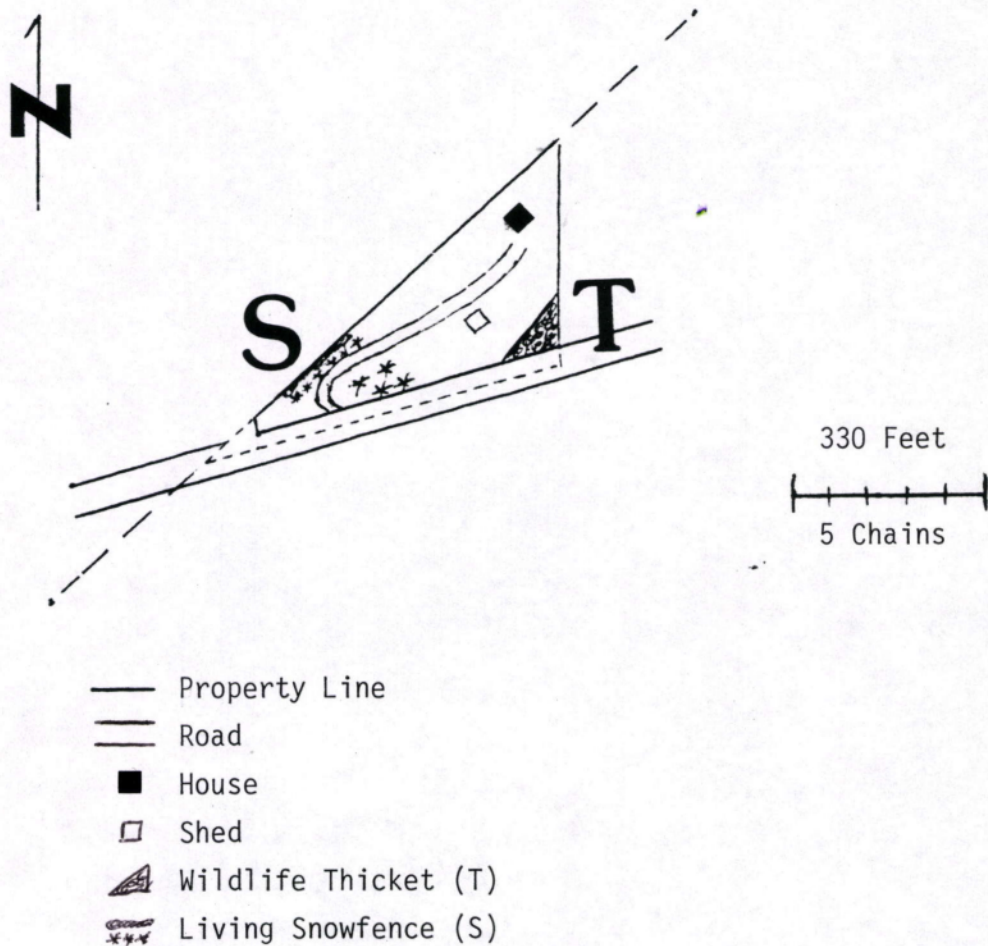 N
S
T
330 Feet
5 Chains
Property Line
Road
House
Shed
Wildlife Thicket (T)
Living Snowfence (S)